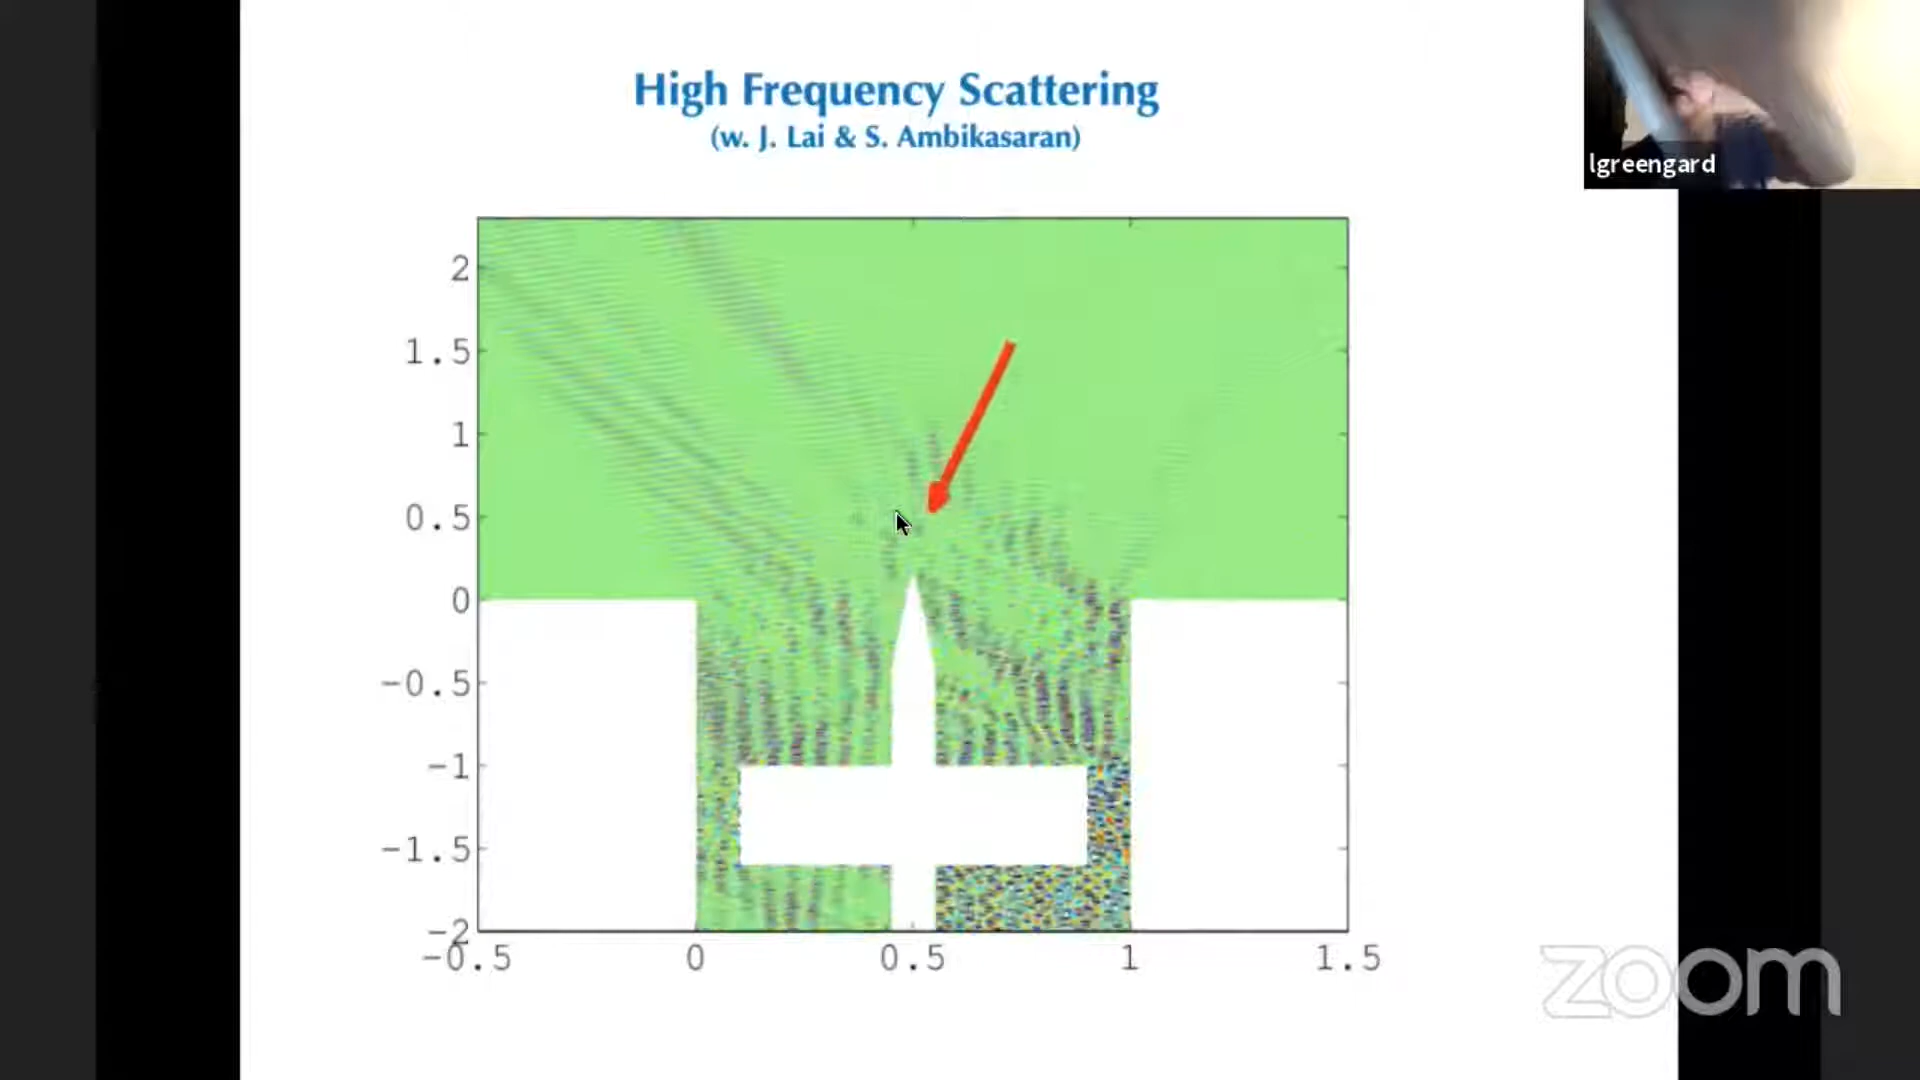 High Frequency Scattering
(w. J. Lai & S. Ambikasaran)
lgreengard
2
1.5
1
0.5
0
−0.5
−1
−1.5
−2
−0.5 0 0.5 1 1.5
zoom